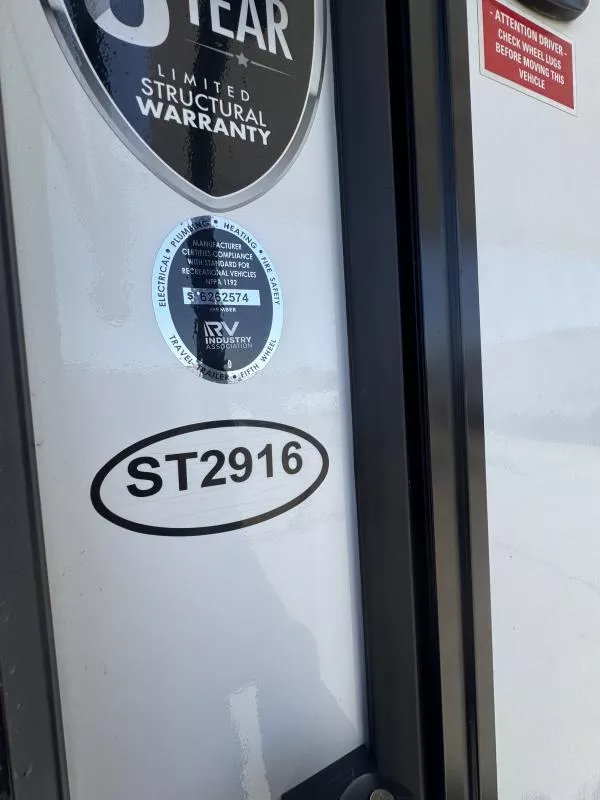 YEAR
LIMITED
STRUCTURAL
WARRANTY
- ATTENTION DRIVER -
CHECK WHEEL LUGS
BEFORE MOVING THIS
VEHICLE
ELECTRICAL • PLUMBING • HEATING • FIRE SAFETY
MANUFACTURER
CERTIFIES COMPLIANCE
WITH STANDARD FOR
RECREATIONAL VEHICLES
NFPA 1192
6262574
MEMBER
RV
INDUSTRY
ASSOCIATION
0
TRAVEL TRAILER • FIFTH WHEEL
ST2916